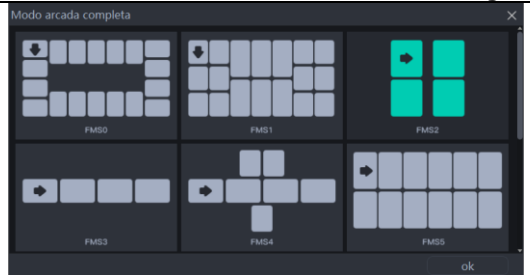 Modo arcada completa
FMS0 FMS1 FMS2
FMS3 FMS4 FMS5
ok